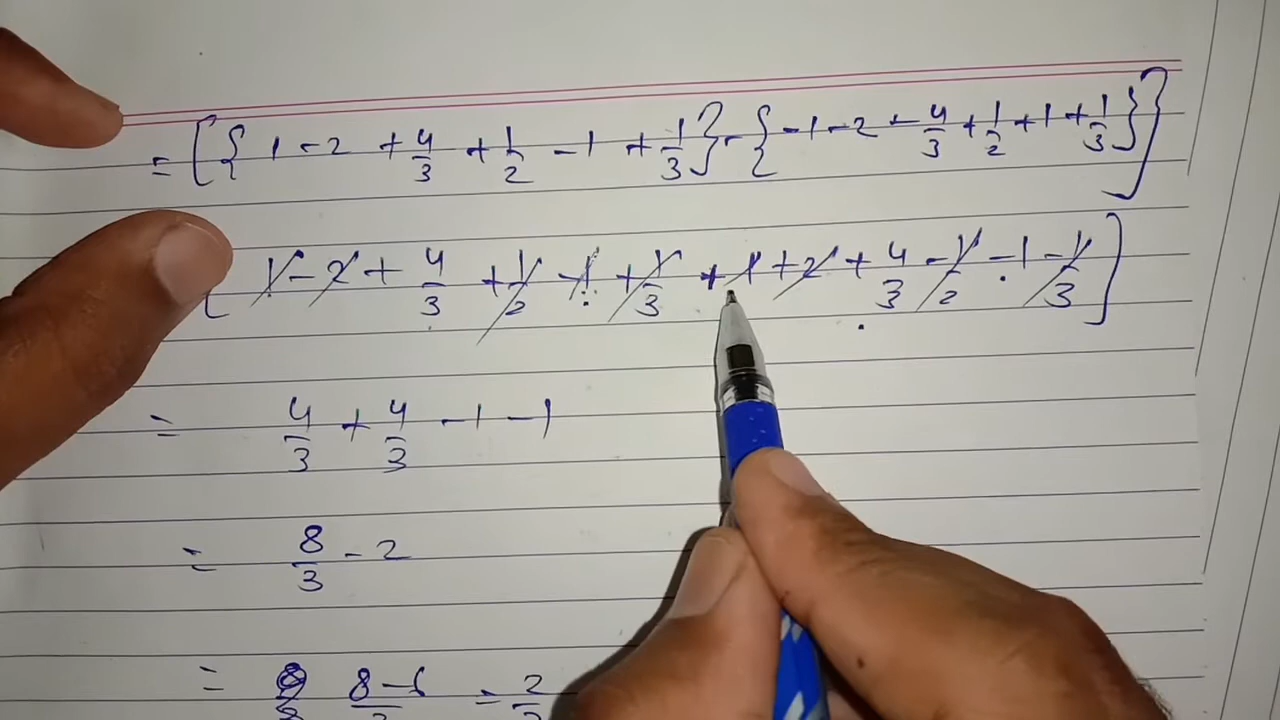 = [{1 - 2 + 4/3 + 1/2 - 1 + 1/3} - {-1 - 2 - 4/3 + 1/2 + 1 + 1/3}]
[1 - 2 + 4/3 + 1/2 - 1 + 1/3 + 1 + 2 + 4/3 - 1/2 - 1 - 1/3]
= 4/3 + 4/3 - 1 - 1
= 8/3 - 2
= 8 - 6/3 = 2/3